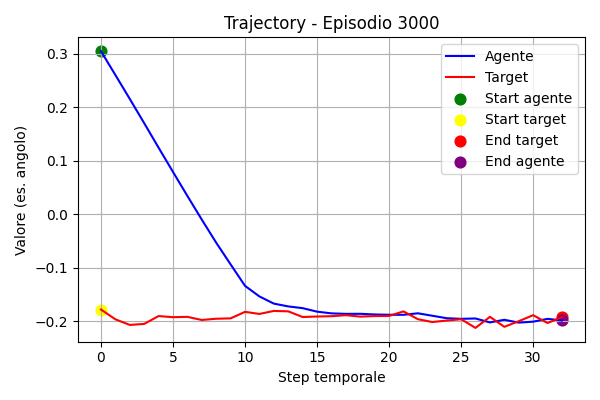 Trajectory - Episodio 3000
Agente
Target
Start agente
Start target
End target
End agente
Valore (es. angolo)
0.3
0.2
0.1
0.0
−0.1
−0.2
0 5 10 15 20 25 30
Step temporale